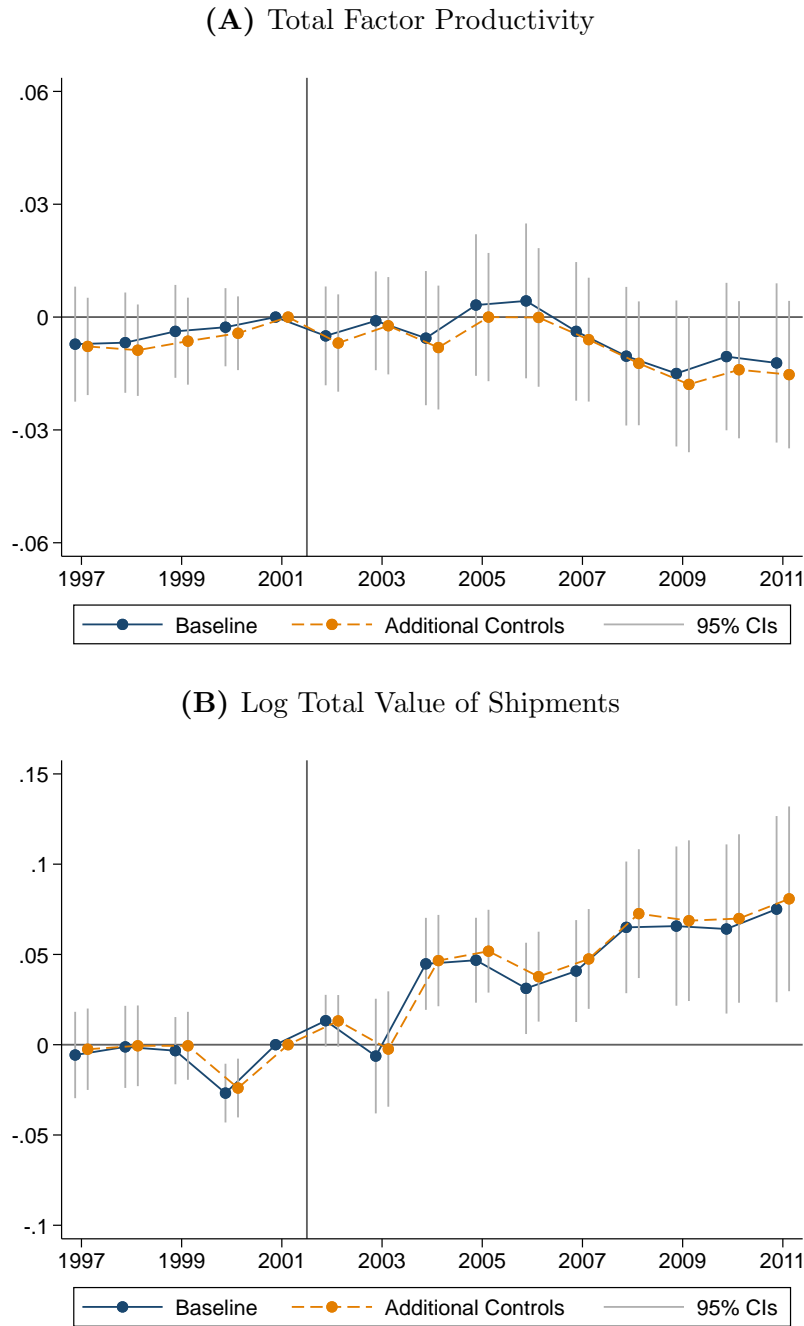 (A) Total Factor Productivity
.06
.03
0
-.03
-.06
1997 1999 2001 2003 2005 2007 2009 2011
Baseline Additional Controls 95% CIs
(B) Log Total Value of Shipments
.15
.1
.05
0
-.05
-.1
1997 1999 2001 2003 2005 2007 2009 2011
Baseline Additional Controls 95% CIs